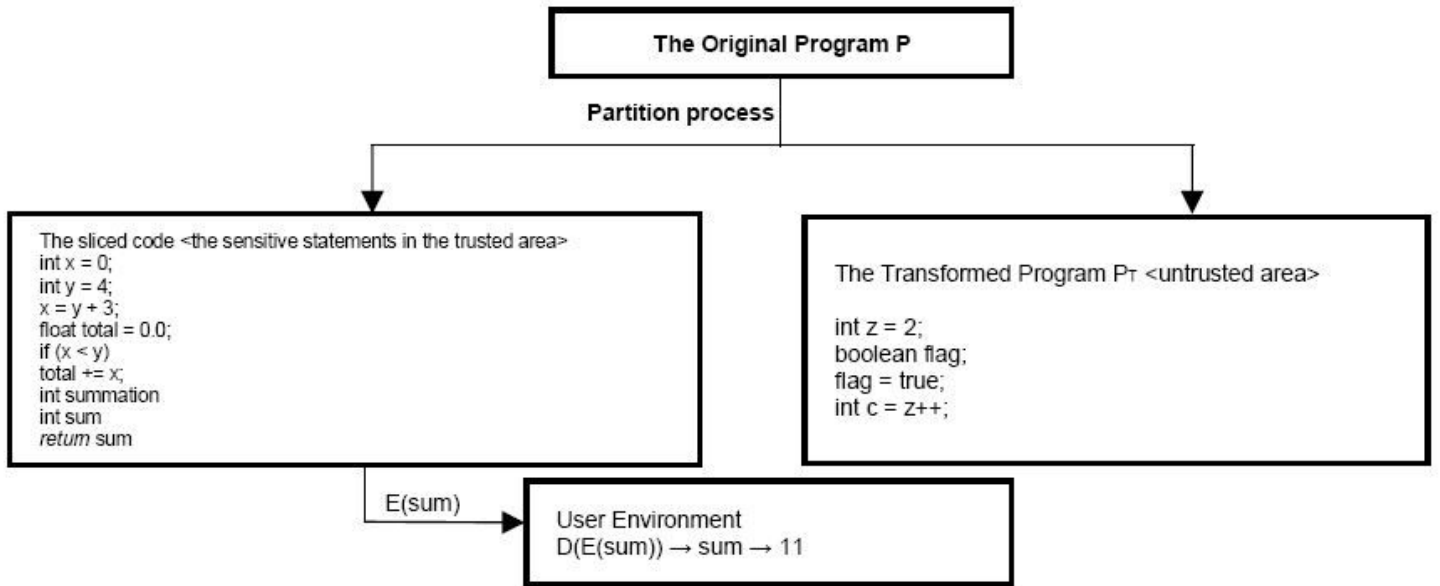 The Original Program P
Partition process
The sliced code <the sensitive statements in the trusted area>
int x = 0;
int y = 4;
x = y + 3;
float total = 0.0;
if (x < y)
total += x;
int summation
int sum
return sum
The Transformed Program PT <untrusted area>
int z = 2;
boolean flag;
flag = true;
int c = z++;
E(sum)
User Environment
D(E(sum)) → sum → 11